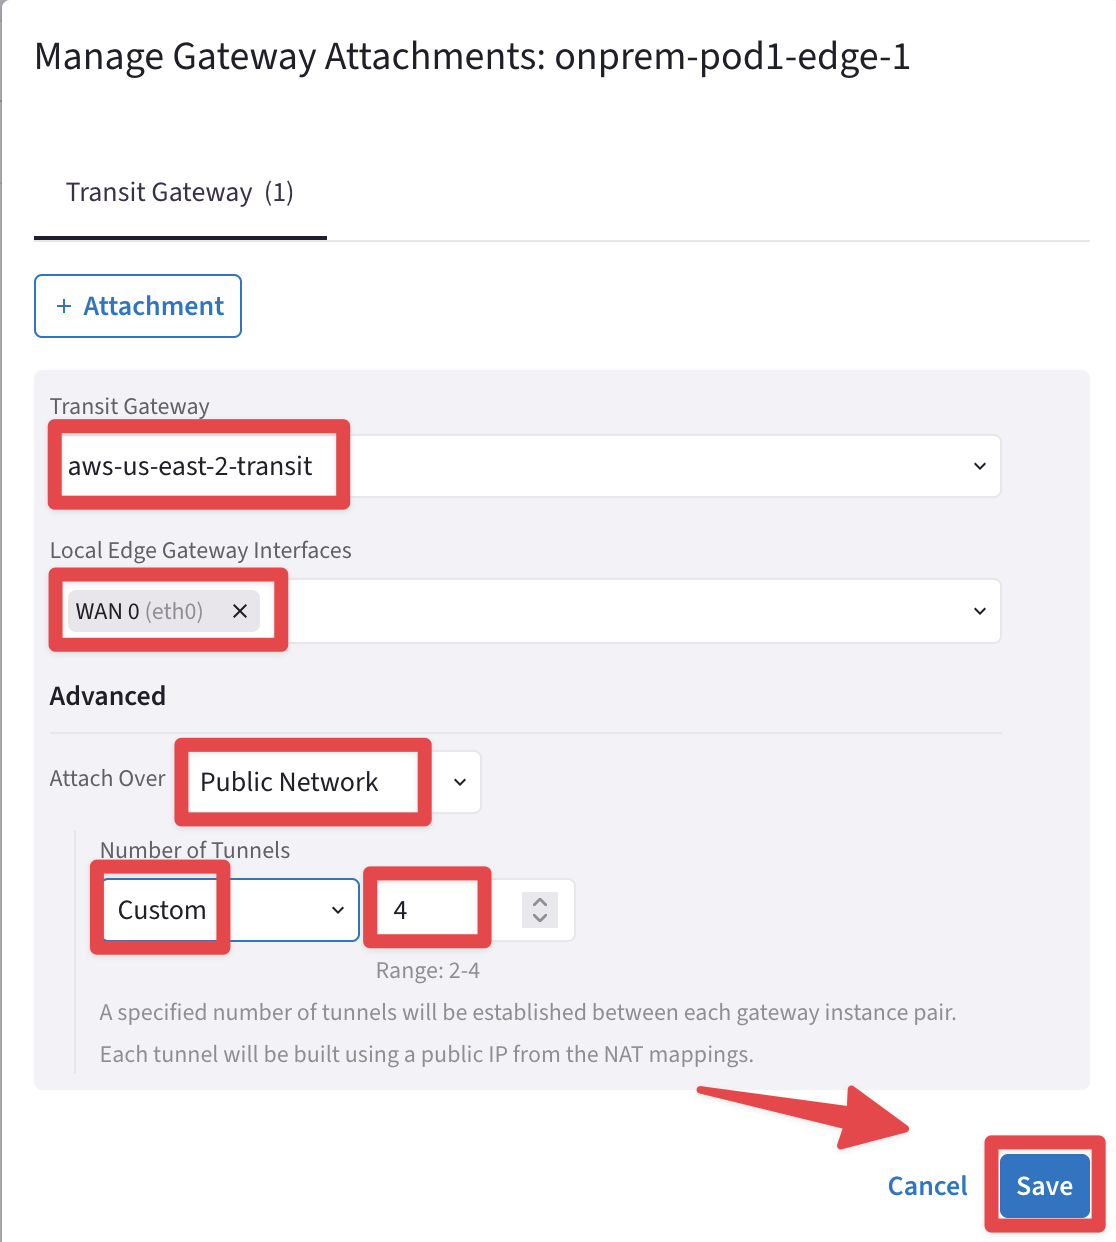 Manage Gateway Attachments: onprem-pod1-edge-1
Transit Gateway (1)
+ Attachment
Transit Gateway
aws-us-east-2-transit
Local Edge Gateway Interfaces
WAN 0 (eth0)
Advanced
Attach Over Public Network
Number of Tunnels
Custom 4
Range: 2-4
A specified number of tunnels will be established between each gateway instance pair.
Each tunnel will be built using a public IP from the NAT mappings.
Cancel Save